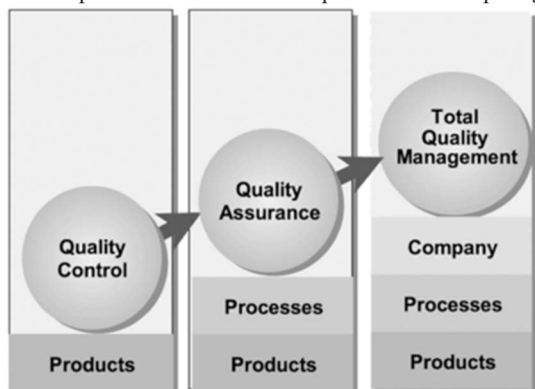 Quality
Control
Products
Quality
Assurance
Processes
Products
Total
Quality
Management
Company
Processes
Products